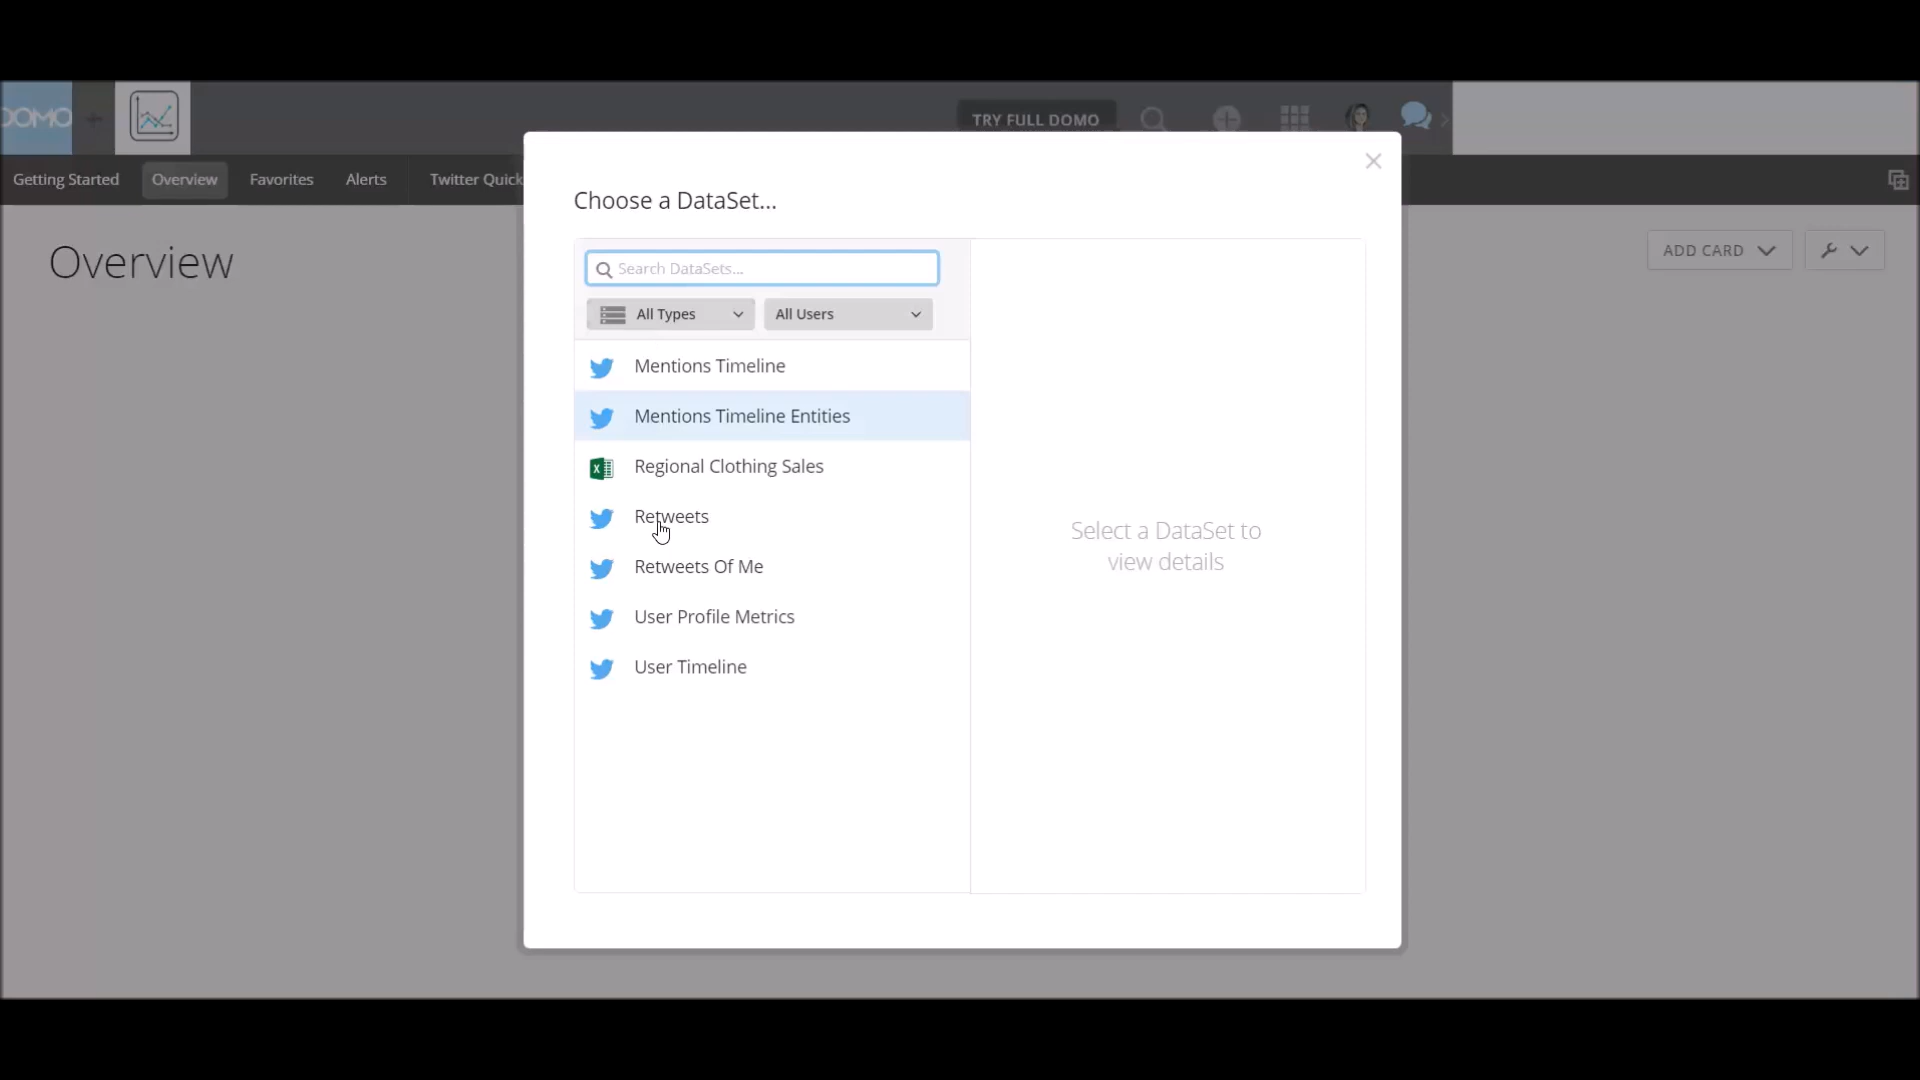 DOMO
TRY FULL DOMO
Getting Started
Overview
Favorites
Alerts
Twitter Quick
Overview
ADD CARD
Choose a DataSet...
Search DataSets...
All Types
All Users
Mentions Timeline
Mentions Timeline Entities
Regional Clothing Sales
Retweets
Retweets Of Me
User Profile Metrics
User Timeline
Select a DataSet to
view details